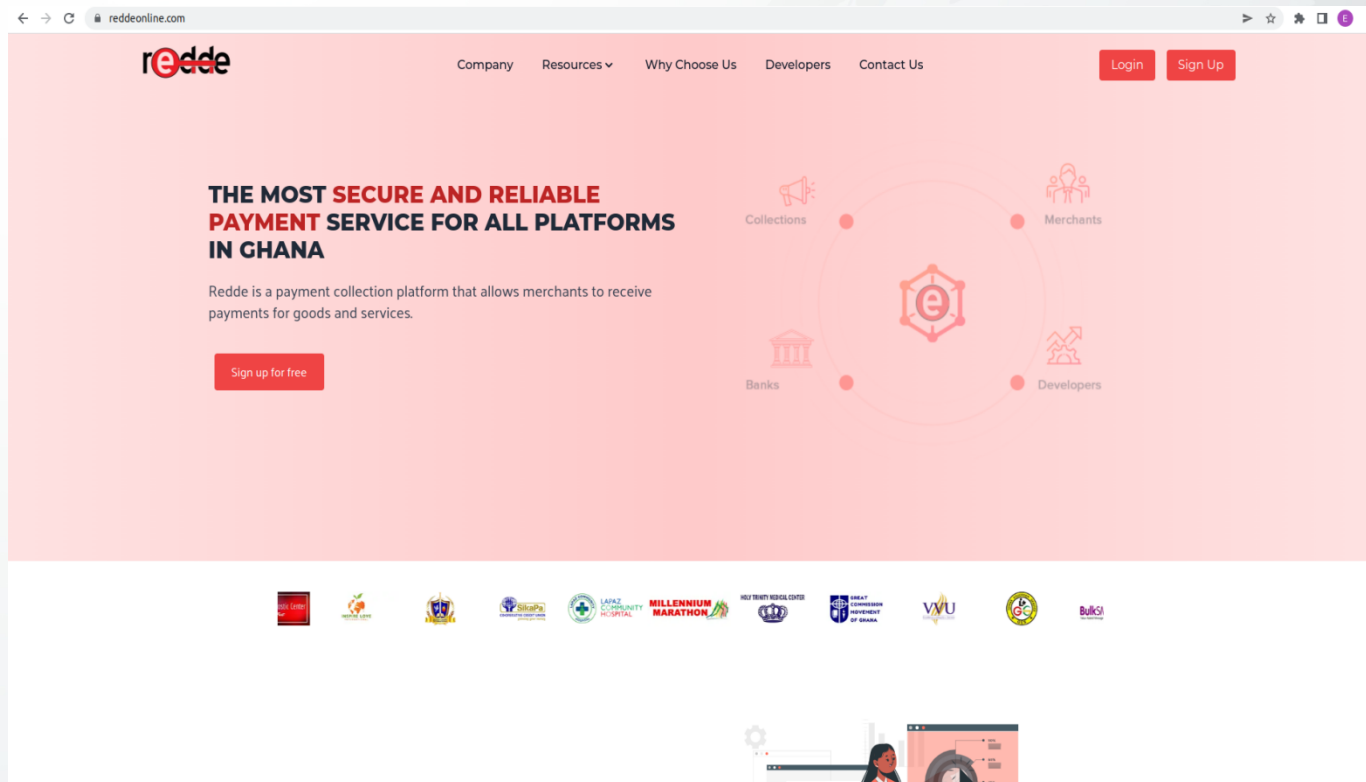 reddeonline.com
E
redde
Company Resources Why Choose Us Developers Contact Us
Login Sign Up
THE MOST SECURE AND RELIABLE
PAYMENT SERVICE FOR ALL PLATFORMS
IN GHANA
Redde is a payment collection platform that allows merchants to receive
payments for goods and services.
Sign up for free
Collections
Merchants
e
Banks
Developers
SikaPa
LAPAZ
COMMUNITY
HOSPITAL
MILLENNIUM
MARATHON
HOLY TRINITY MEDICAL CENTER
GREAT
COMMISSION
MOVEMENT
OF GHANA
VVU